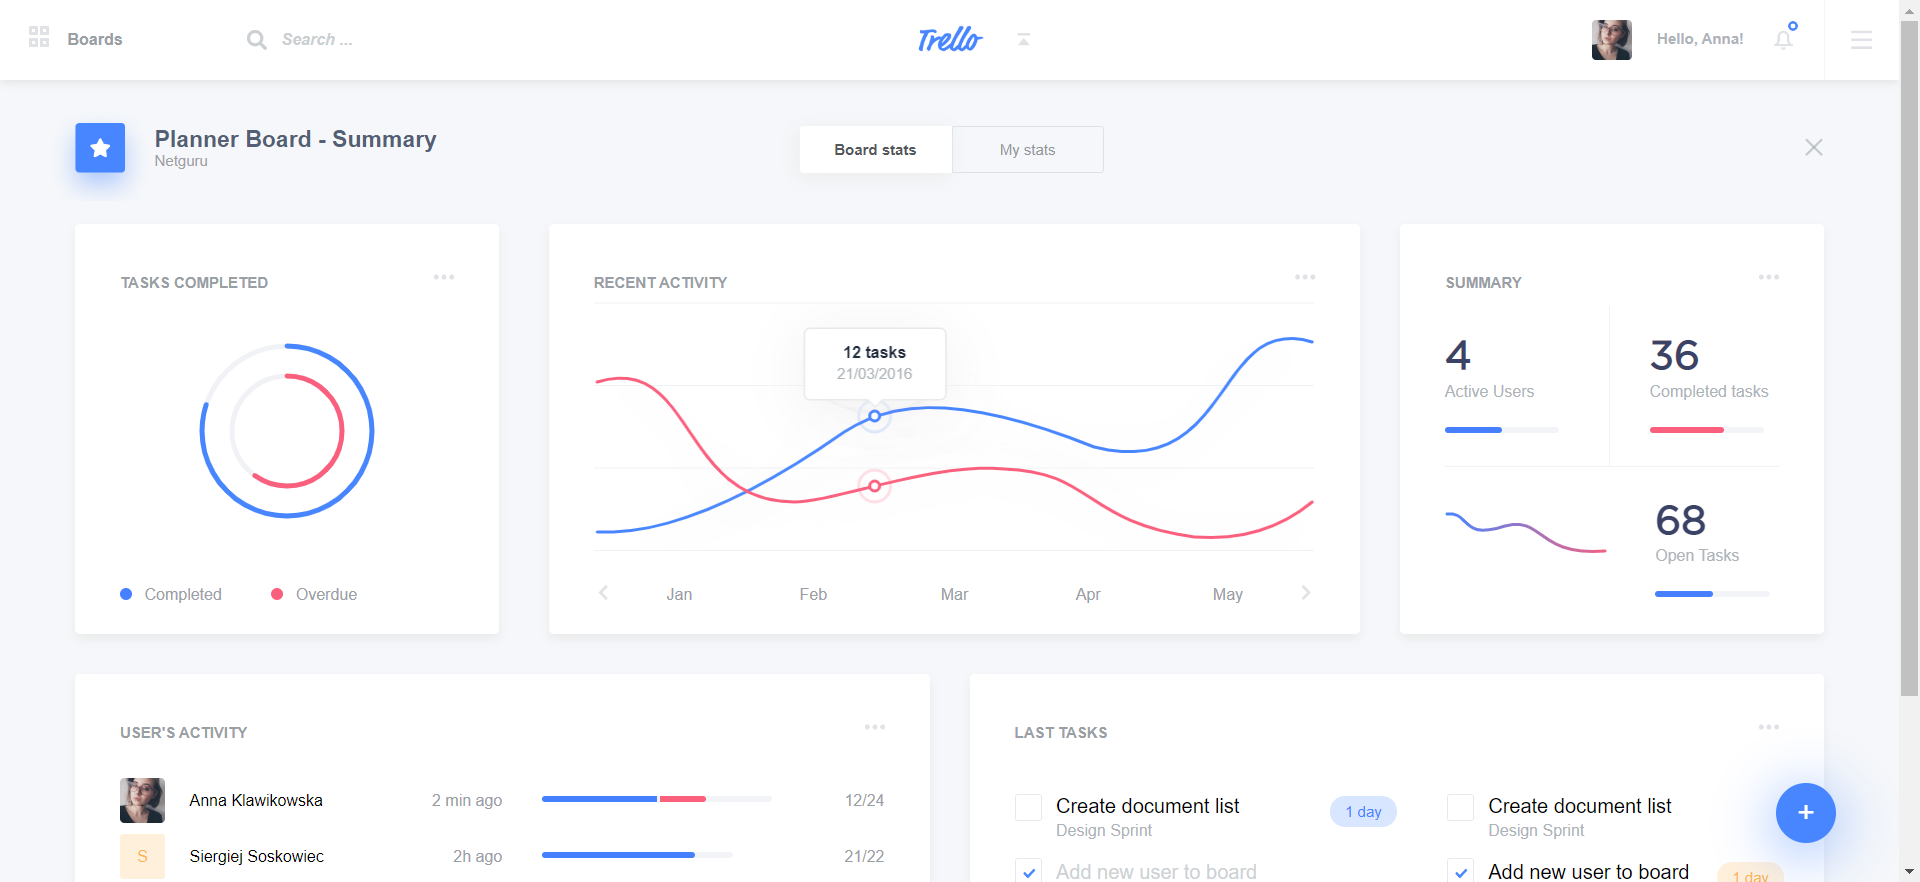 Boards
Search ...
Trello
Hello, Anna!
Planner Board - Summary
Netguru
Board stats
My stats
TASKS COMPLETED
Completed
Overdue
RECENT ACTIVITY
12 tasks
21/03/2016
Jan
Feb
Mar
Apr
May
SUMMARY
4
Active Users
36
Completed tasks
68
Open Tasks
USER'S ACTIVITY
Anna Klawikowska
2 min ago
12/24
S
Siergiej Soskowiec
2h ago
21/22
LAST TASKS
Create document list
Design Sprint
1 day
Add new user to board
Create document list
Design Sprint
+
Add new user to board
1 day